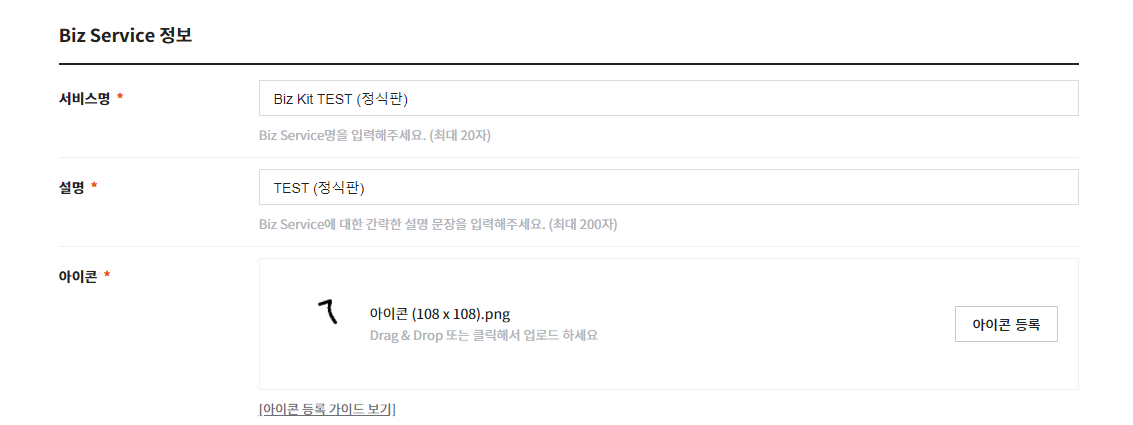 Biz Service 정보
서비스명 *
Biz Kit TEST (정식판)
Biz Service명을 입력해주세요. (최대 20자)
설명 *
TEST (정식판)
Biz Service에 대한 간략한 설명 문장을 입력해주세요. (최대 200자)
아이콘 *
아이콘 (108 x 108).png
Drag & Drop 또는 클릭해서 업로드 하세요
아이콘 등록
[아이콘 등록 가이드 보기]